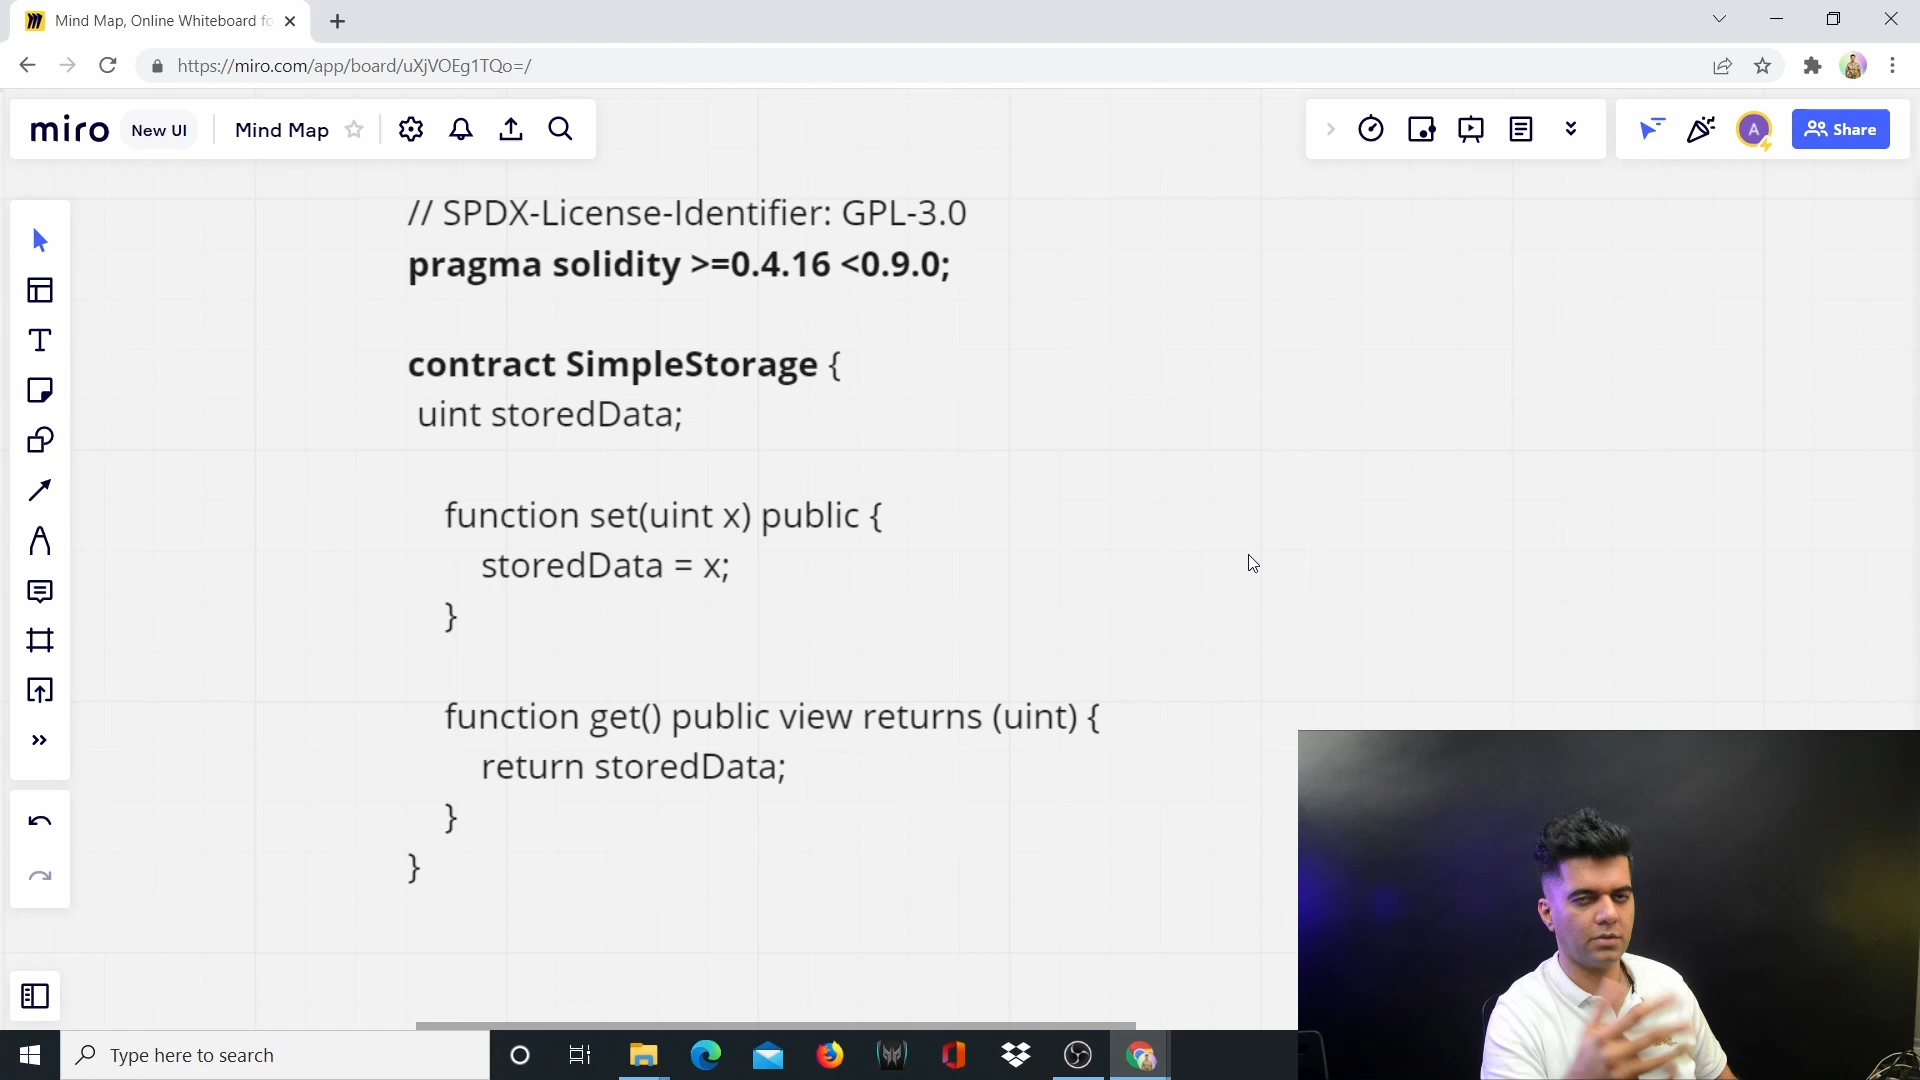 Mind Map, Online Whiteboard fo
https://miro.com/app/board/uXjVOEg1TQo=/
miro New UI Mind Map
A Share
// SPDX-License-Identifier: GPL-3.0
pragma solidity >=0.4.16 <0.9.0;
contract SimpleStorage {
uint storedData;
function set(uint x) public {
storedData = x;
}
function get() public view returns (uint) {
return storedData;
}
}
Type here to search